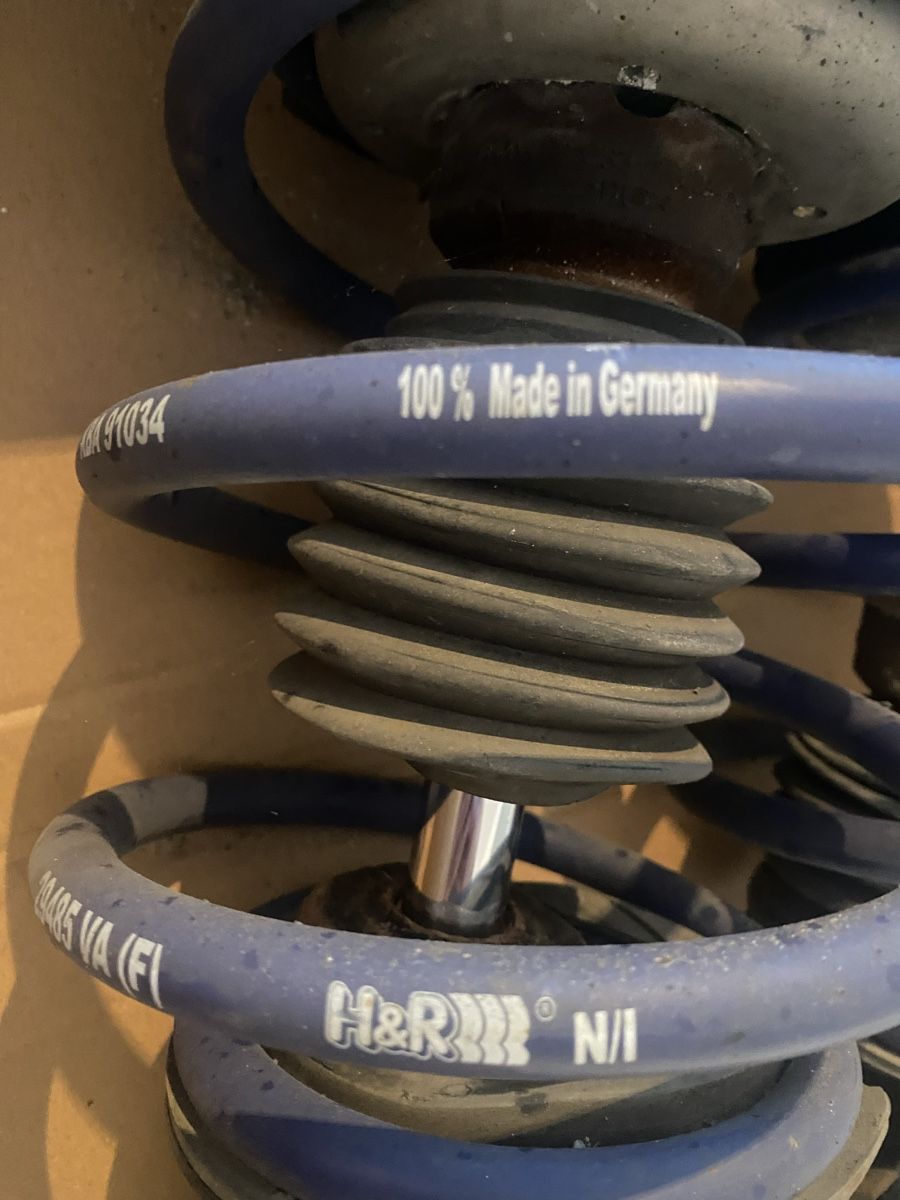 KBA 91034
100 % Made in Germany
29485 VA (F)
H&R® N/I